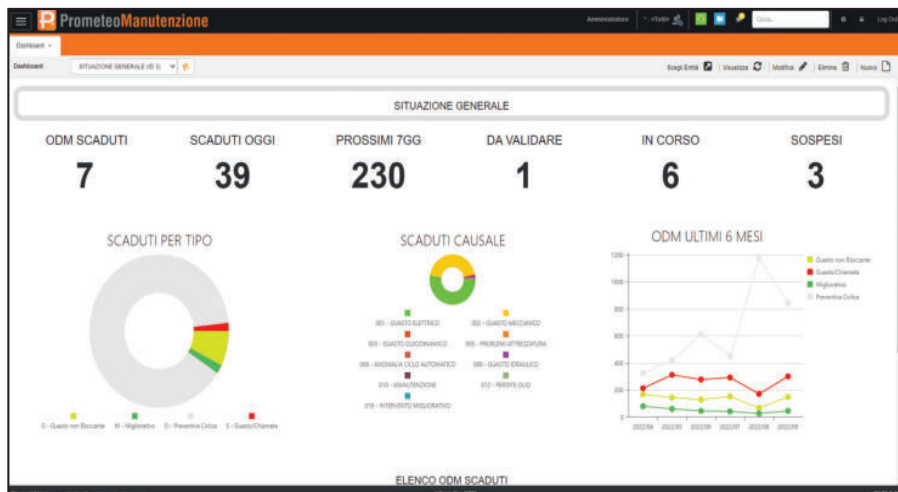 PrometeoManutenzione
Amministratore
Cerca...
Log Out
Dashboard
Dashboard
SITUAZIONE GENERALE
Scegli Entità
Visualizza
Modifica
Elimina
Nuovo
SITUAZIONE GENERALE
ODM SCADUTI SCADUTI OGGI PROSSIMI 7GG DA VALIDARE IN CORSO SOSPESI
7 39 230 1 6 3
SCADUTI PER TIPO
G - Guasto non Bloccante M - Migliorativo O - Preventiva Ciclica S - Guasto/Chiamata
SCADUTI CAUSALE
001 - GUASTO ELETTRICO 002 - GUASTO MECCANICO
003 - GUASTO OLEODINAMICO 005 - PROBLEMI ATTREZZATURA
ANOMALIA CICLO AUTOMATICO GUASTO IDRAULICO
010 - MANUTENZIONE 012 - PERDITE OLIO
INTERVENTO MIGLIORATIVO
ODM ULTIMI 6 MESI
1200
1000
800
600
400
200
0
2022/04 2022/05 2022/06 2022/07 2022/08 2022/09
Guasto non Bloccante
Guasto/Chiamata
Migliorativo
Preventiva Ciclica
ELENCO ODM SCADUTI